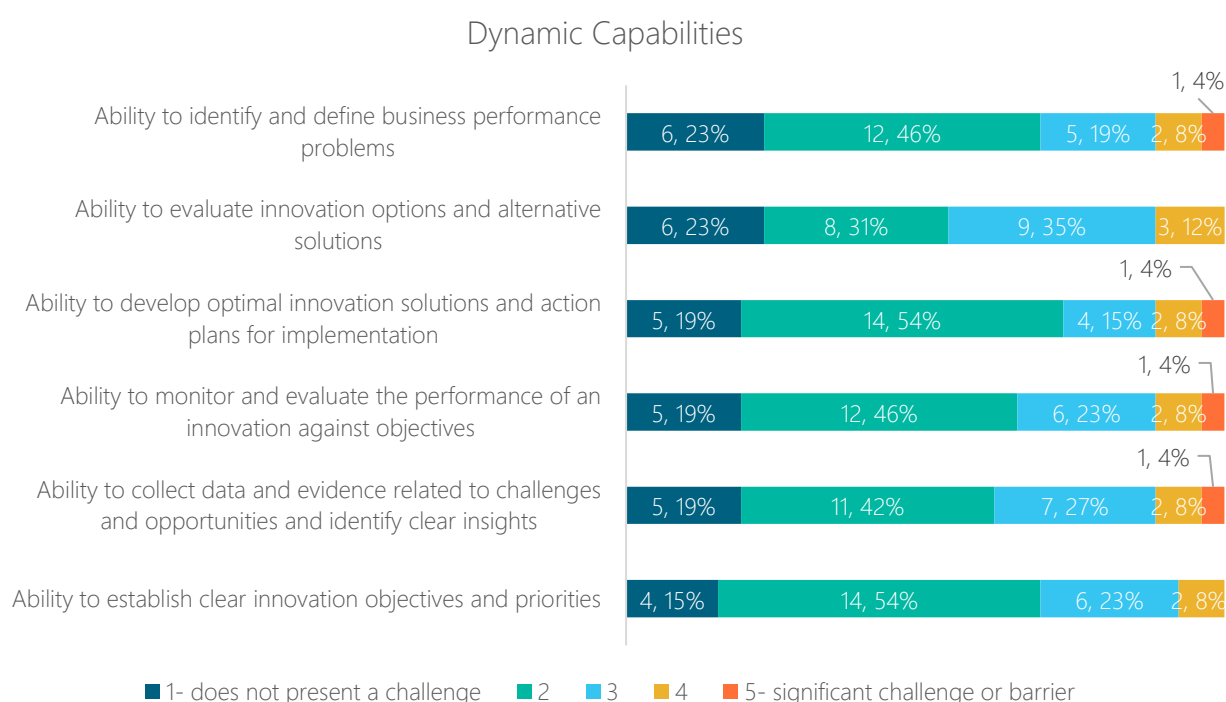 Dynamic Capabilities
1, 4%
Ability to identify and define business performance
problems
6, 23% 12, 46% 5, 19% 2, 8%
Ability to evaluate innovation options and alternative
solutions
6, 23% 8, 31% 9, 35% 3, 12%
1, 4%
Ability to develop optimal innovation solutions and action
plans for implementation
5, 19% 14, 54% 4, 15% 2, 8%
1, 4%
Ability to monitor and evaluate the performance of an
innovation against objectives
5, 19% 12, 46% 6, 23% 2, 8%
1, 4%
Ability to collect data and evidence related to challenges
and opportunities and identify clear insights
5, 19% 11, 42% 7, 27% 2, 8%
Ability to establish clear innovation objectives and priorities
4, 15% 14, 54% 6, 23% 2, 8%
1- does not present a challenge 2 3 4 5- significant challenge or barrier